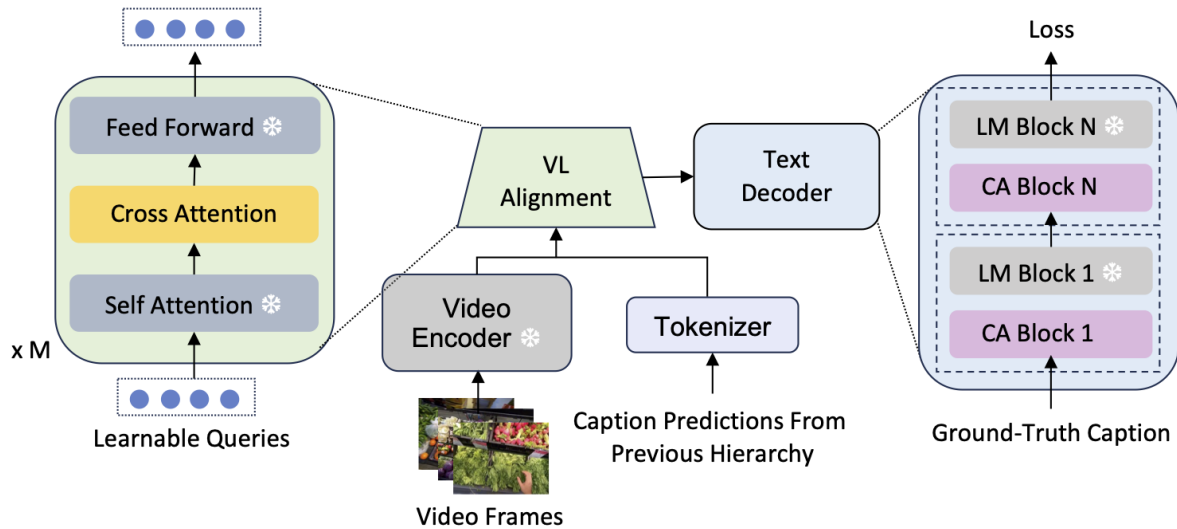 Feed Forward
Cross Attention
Self Attention
x M
Learnable Queries
VL
Alignment
Video
Encoder
Tokenizer
Video Frames
Caption Predictions From
Previous Hierarchy
Text
Decoder
Loss
LM Block N
CA Block N
LM Block 1
CA Block 1
Ground-Truth Caption